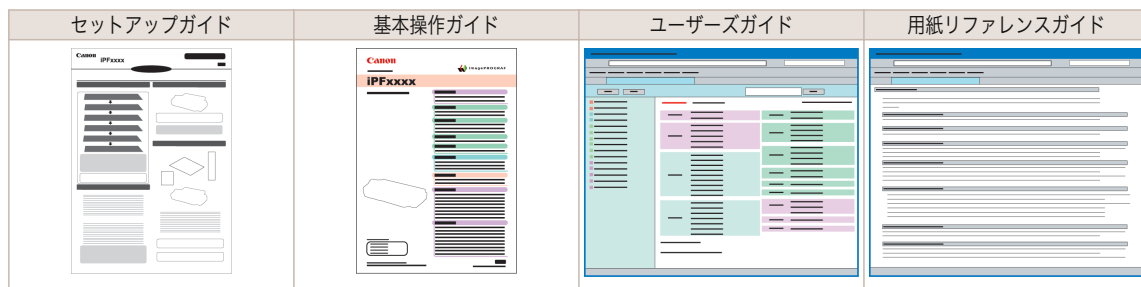 セットアップガイド
基本操作ガイド
ユーザーズガイド
用紙リファレンスガイド
Canon
iPFxxxx
Canon
imagePROGRAF
iPFxxxx